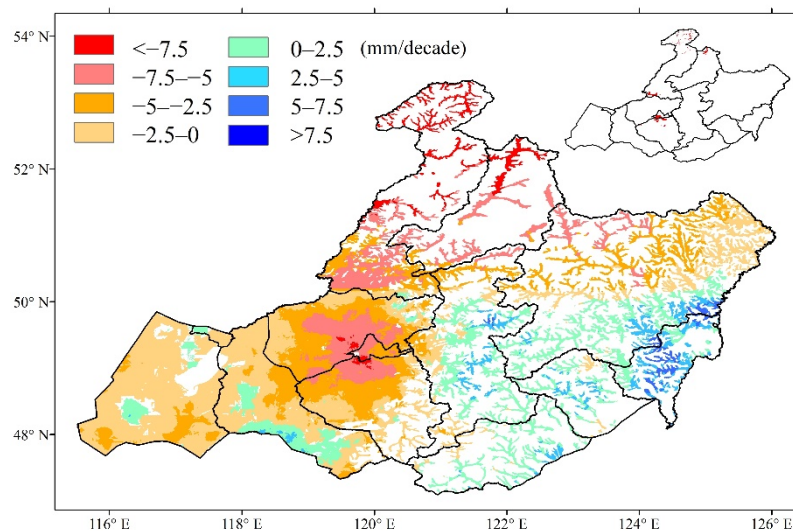 54° N
<−7.5 0–2.5 (mm/decade)
−7.5–−5 2.5–5
−5–−2.5 5–7.5
−2.5–0 >7.5
52° N
50° N
48° N
116° E 118° E 120° E 122° E 124° E 126° E